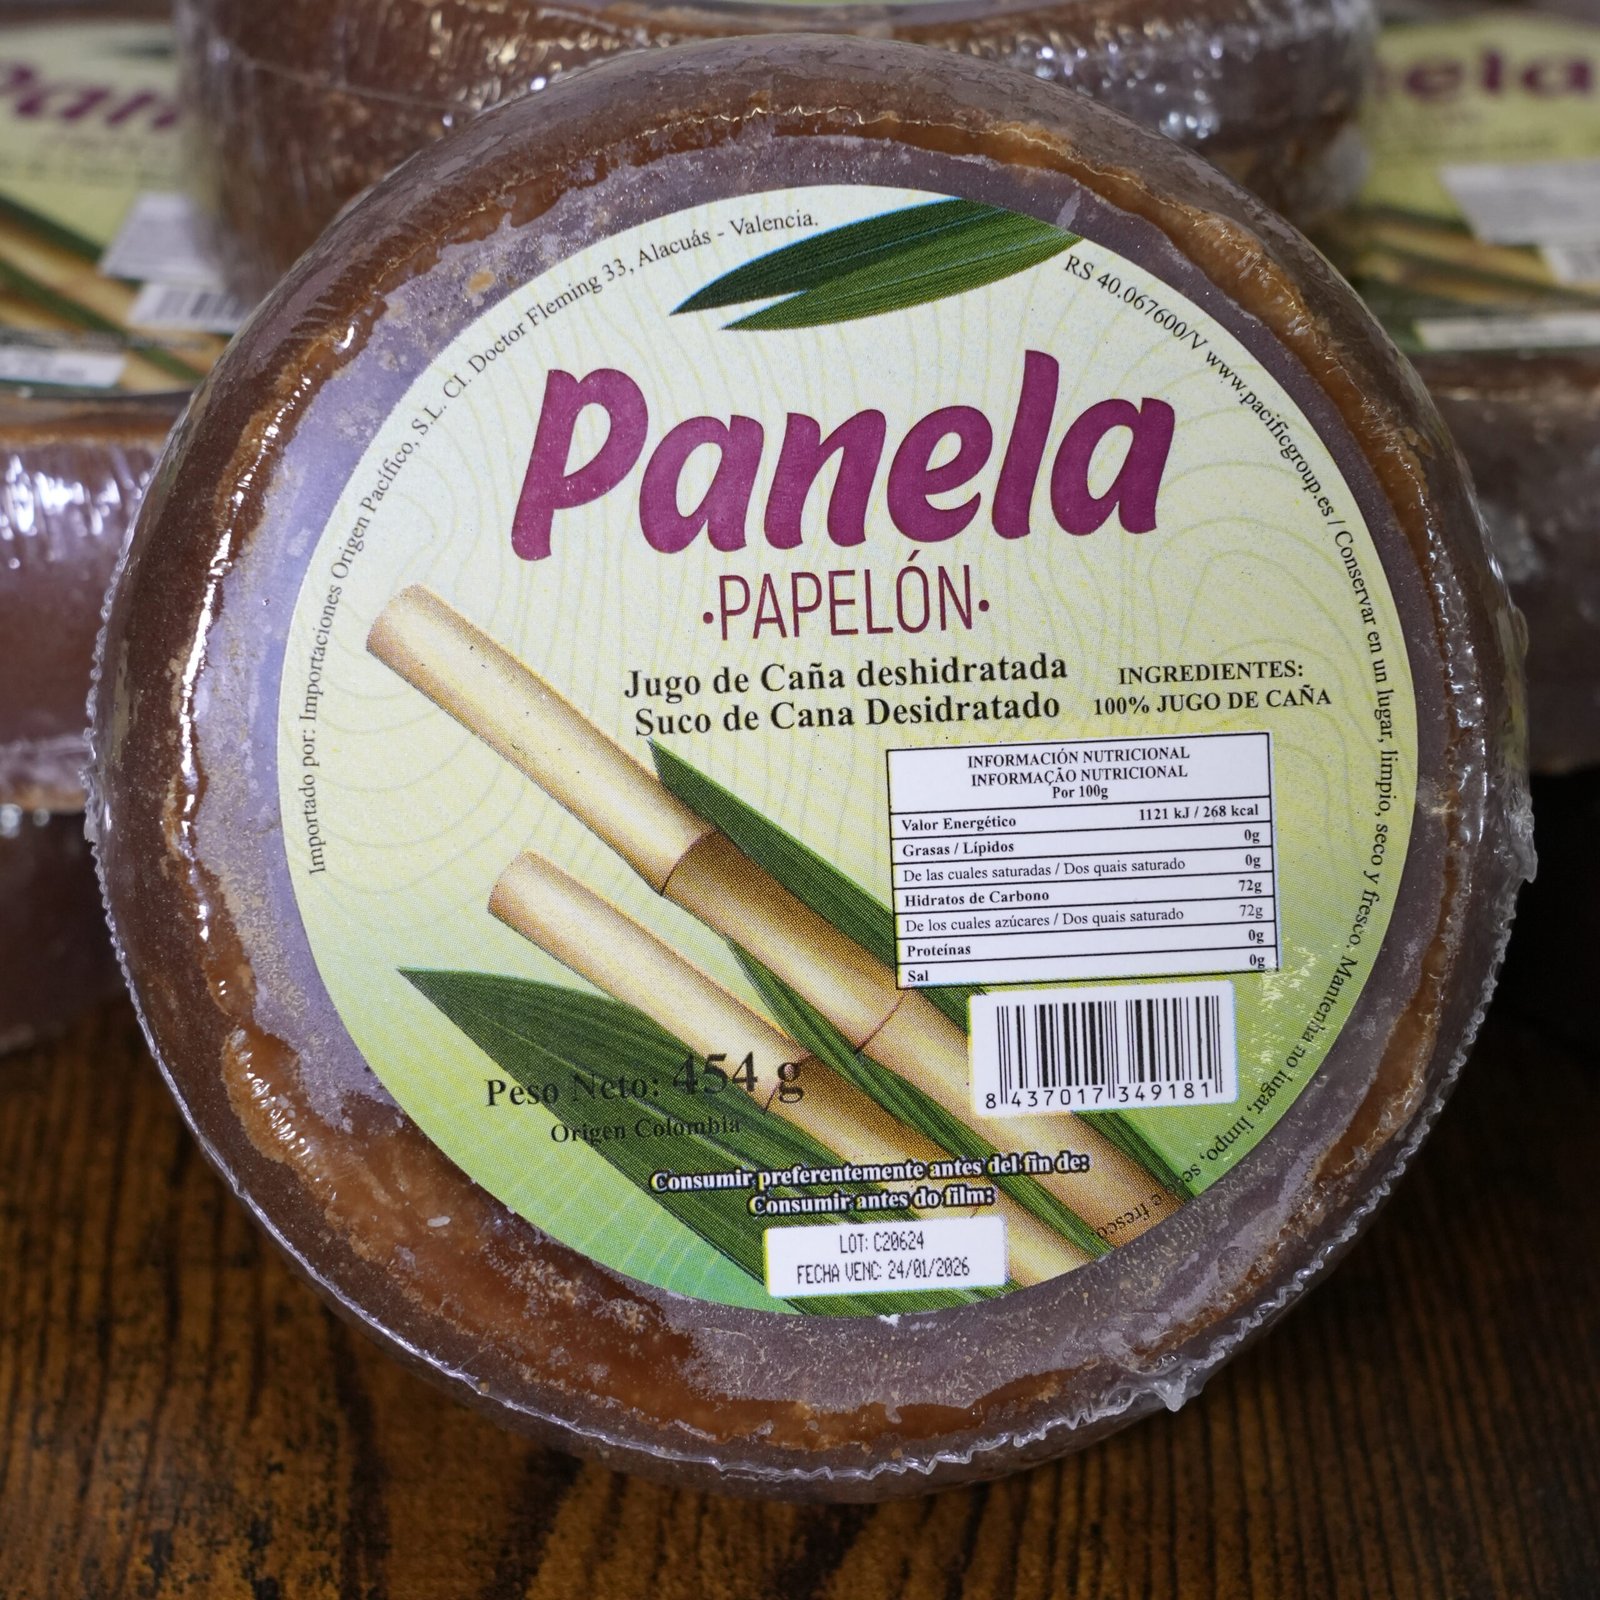 Importado por: Importaciones Origen Pacífico, S.L. CI. Doctor Fleming 33, Alacuás - Valencia.
RS 40.067600/V www.pacificgroup.es / Conservar en un lugar, limpio, seco y fresco. Mantenha no lugar, limpo, e fresco.
Panela
·PAPELÓN·
Jugo de Caña deshidratada
Suco de Cana Desidratado
INGREDIENTES:
100% JUGO DE CAÑA
INFORMACIÓN NUTRICIONAL
INFORMAÇÃO NUTRICIONAL
Por 100g
Valor Energético 1121 kJ / 268 kcal
Grasas / Lípidos 0g
De las cuales saturadas / Dos quais saturado 0g
Hidratos de Carbono 72g
De los cuales azúcares / Dos quais saturado 72g
Proteínas 0g
Sal 0g
8 437017 349181
Peso Neto: 454 g
Origen Colombia
Consumir preferentemente antes del fin de:
Consumir antes do film:
LOT: C20624
FECHA VENC: 24/01/2026